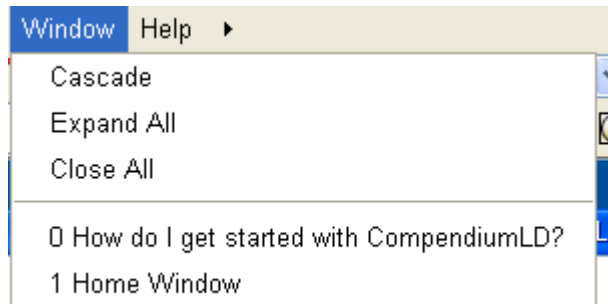 Window Help
Cascade
Expand All
Close All
0 How do I get started with CompendiumLD?
1 Home Window